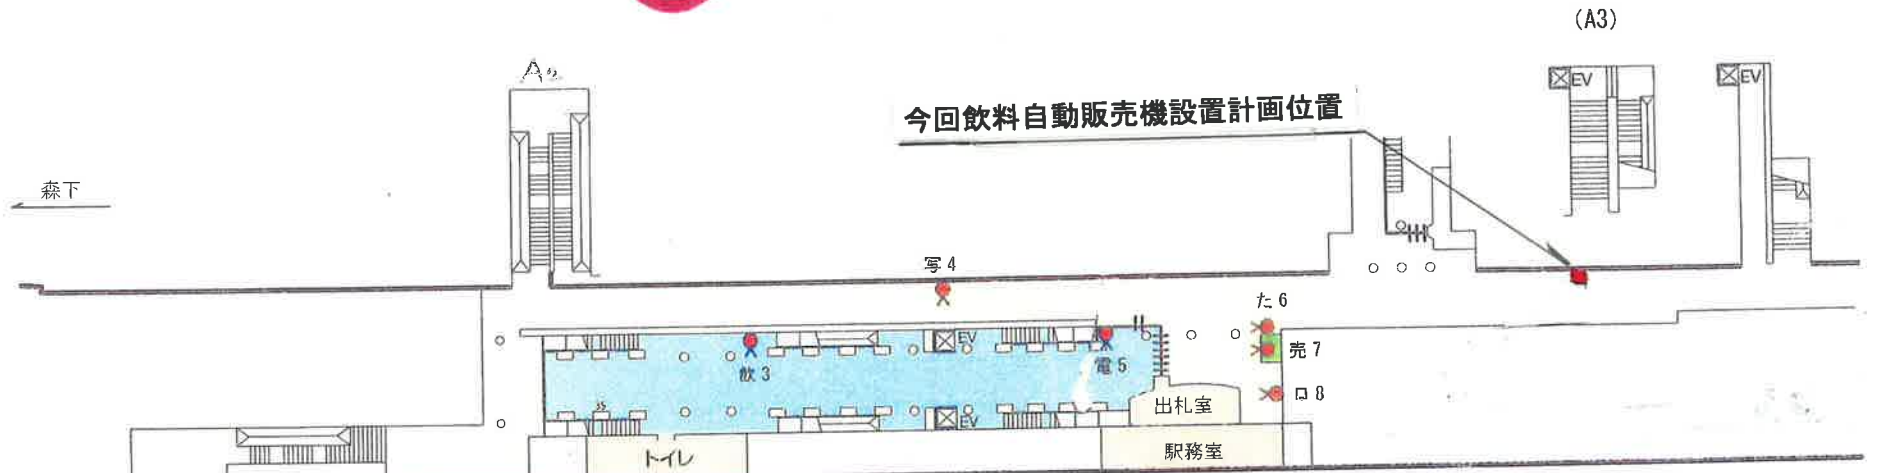 (A3)
A2
EV
EV
今回飲料自動販売機設置計画位置
森下
写4
た6
EV
売7
飲3
電5
ロ8
出札室
EV
トイレ
駅務室